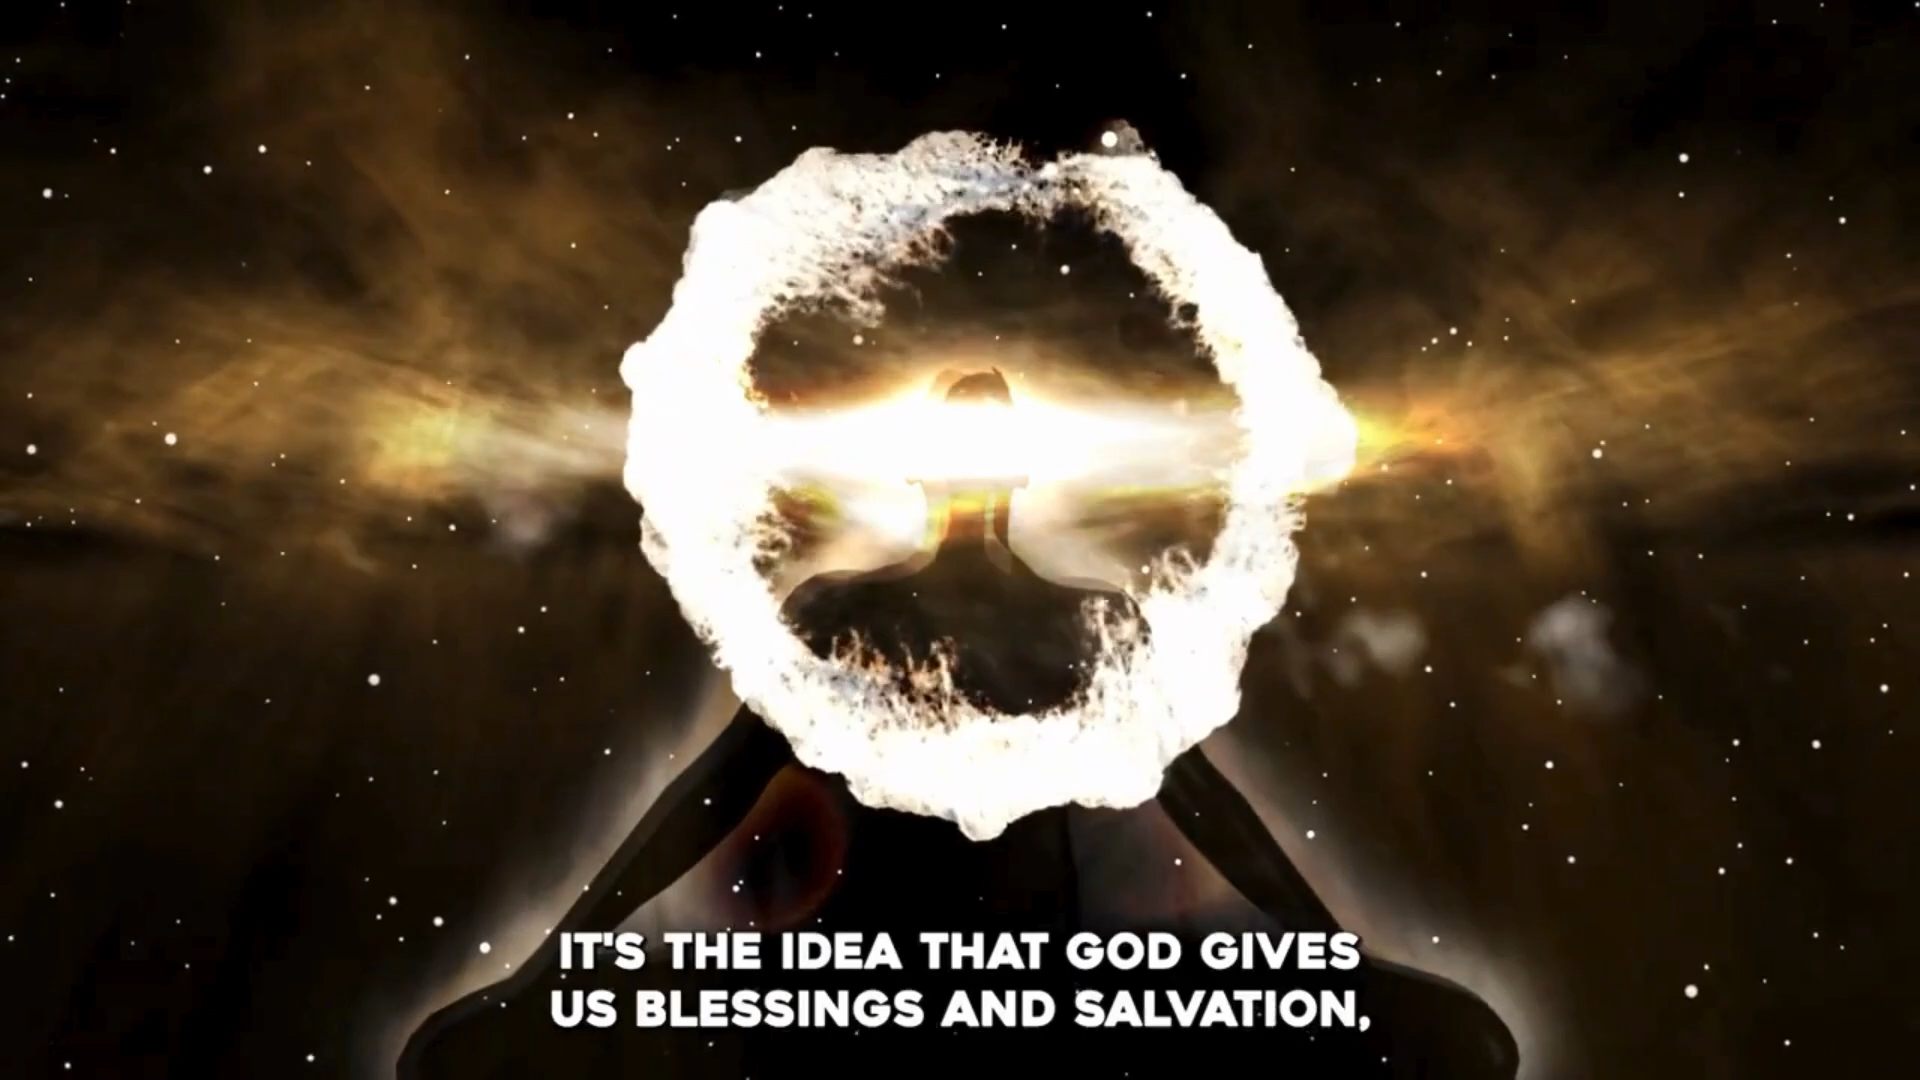 IT'S THE IDEA THAT GOD GIVES
US BLESSINGS AND SALVATION,